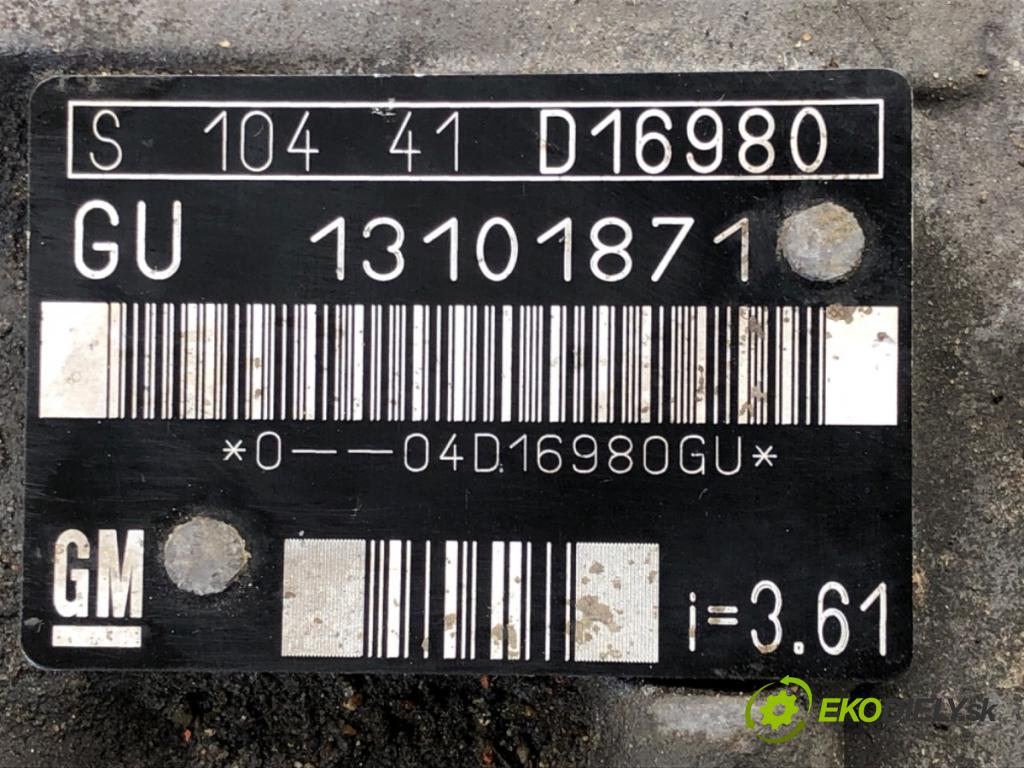 S 104 41 D16980
GU 13101871
*0--04D16980GU*
GM
i=3.61
EKODIELY.sk